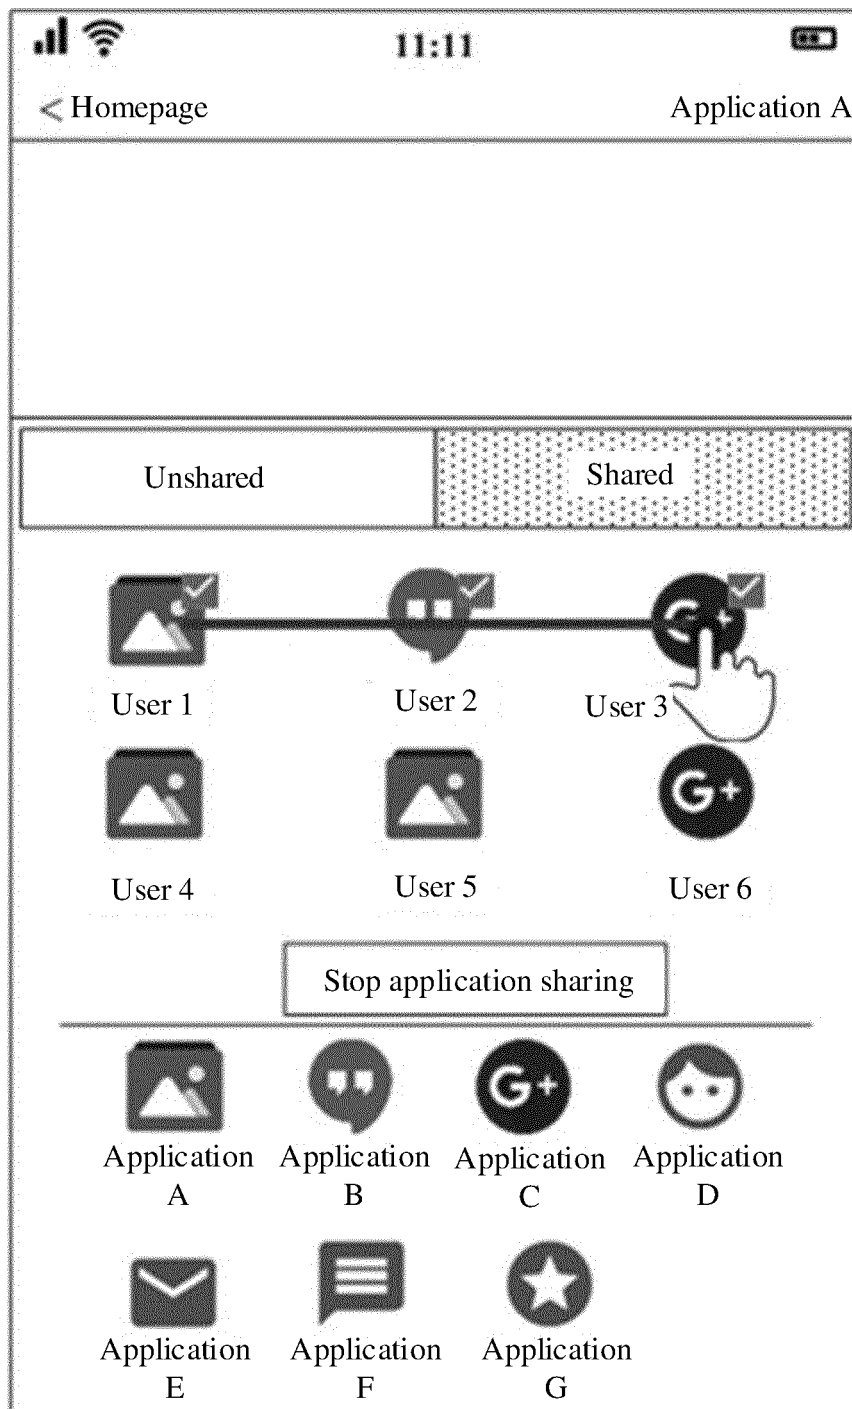 11:11
< Homepage Application A
Unshared Shared
User 1 User 2 User 3
G+
User 4 User 5 User 6
Stop application sharing
G+
Application Application Application Application
A B C D
Application Application Application
E F G